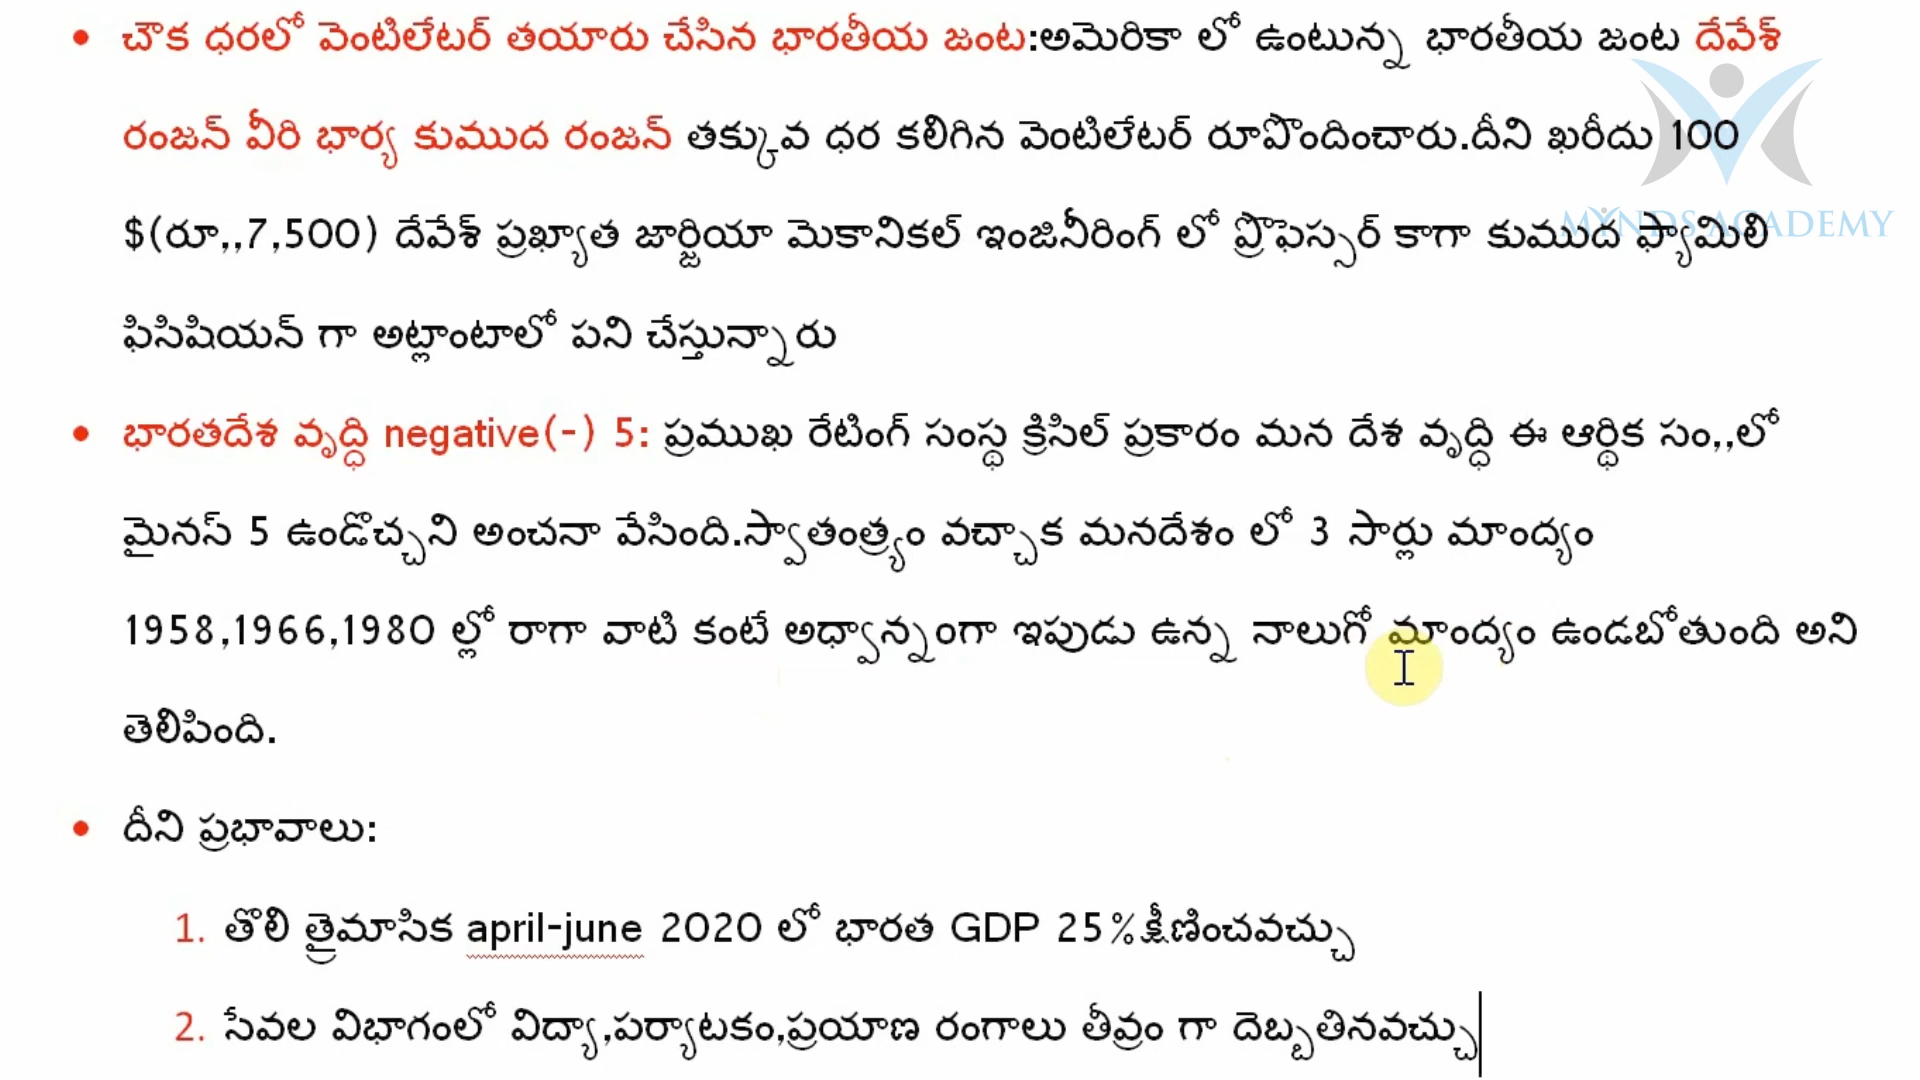 • చౌక ధరలో వెంటిలేటర్ తయారు చేసిన భారతీయ జంట:అమెరికా లో ఉంటున్న భారతీయ జంట దేవేశ్
రంజన్ వీరి భార్య కుముద రంజన్ తక్కువ ధర కలిగిన వెంటిలేటర్ రూపొందించారు.దీని ఖరీదు 100
$(రూ,,7,500) దేవేశ్ ప్రఖ్యాత జార్జియా మెకానికల్ ఇంజినీరింగ్ లో ప్రొఫెస్సర్ కాగా కుముద ఫ్యామిలి
MYNDS ACADEMY
ఫిసిషియన్ గా అట్లాంటాలో పని చేస్తున్నారు
• భారతదేశ వృద్ధి negative(-) 5: ప్రముఖ రేటింగ్ సంస్థ క్రిసిల్ ప్రకారం మన దేశ వృద్ధి ఈ ఆర్థిక సం,,లో
మైనస్ 5 ఉండొచ్చని అంచనా వేసింది.స్వాతంత్ర్యం వచ్చాక మనదేశం లో 3 సార్లు మాంద్యం
1958,1966,1980 ల్లో రాగా వాటి కంటే అధ్వాన్నంగా ఇపుడు ఉన్న నాలుగో మాంద్యం ఉండబోతుంది అని
తెలిపింది.
• దీని ప్రభావాలు:
1. తొలి త్రైమాసిక april-june 2020 లో భారత GDP 25%క్షీణించవచ్చు
2. సేవల విభాగంలో విద్యా,పర్యాటకం,ప్రయాణ రంగాలు తీవ్రం గా దెబ్బతినవచ్చు